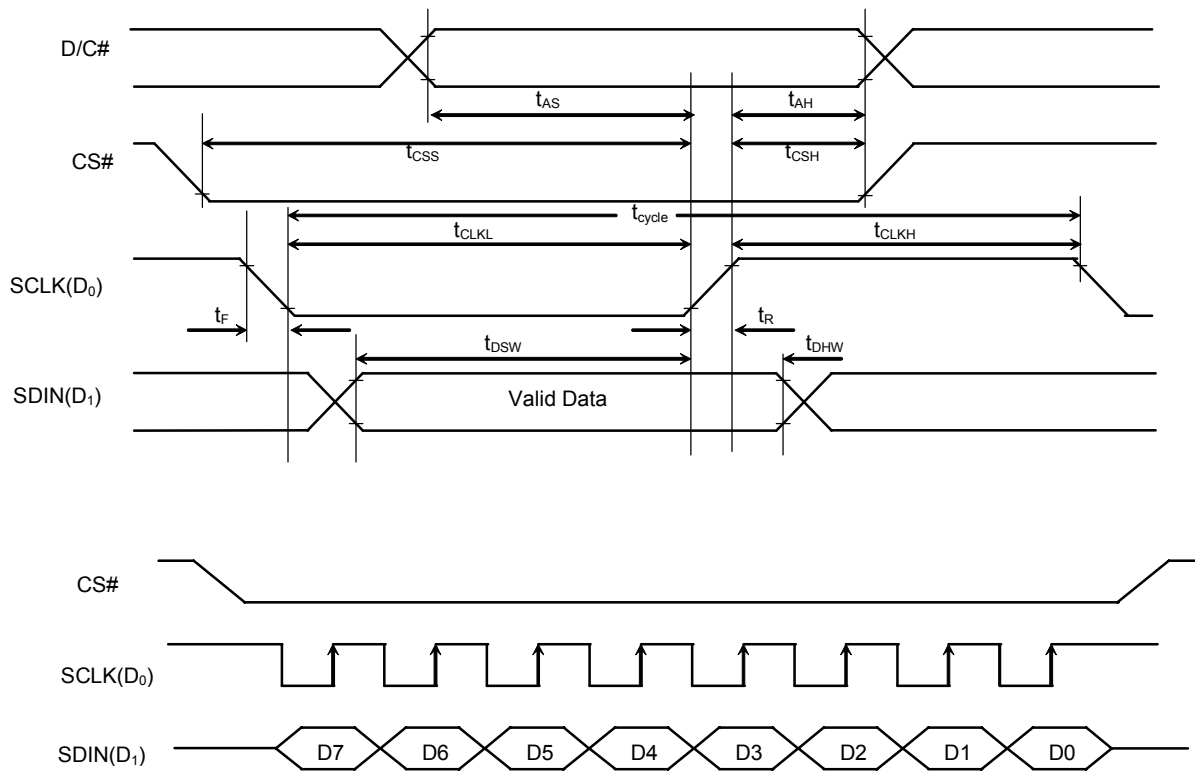 D/C#
tAS
tAH
CS#
tCSS
tCSH
tcycle
tCLKL
tCLKH
SCLK(D0)
tF
tR
tDSW
tDHW
SDIN(D1)
Valid Data
CS#
SCLK(D0)
SDIN(D1)
D7 D6 D5 D4 D3 D2 D1 D0